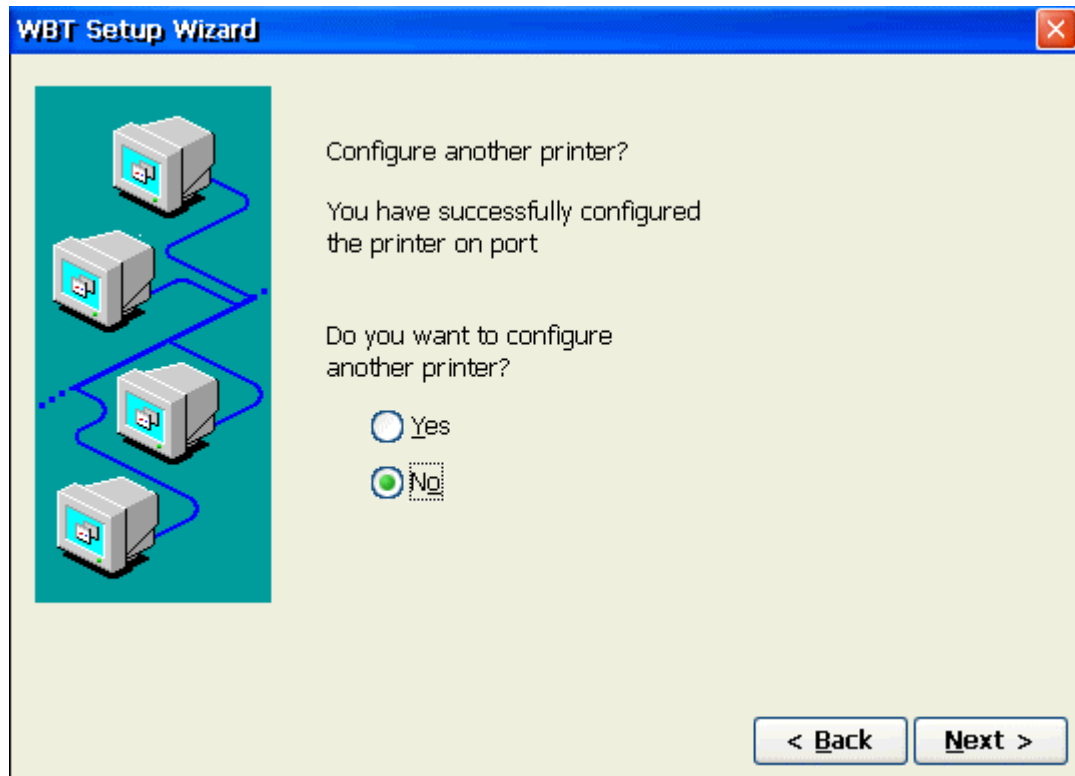 WBT Setup Wizard
Configure another printer?
You have successfully configured
the printer on port
Do you want to configure
another printer?
Yes
No
< Back
Next >